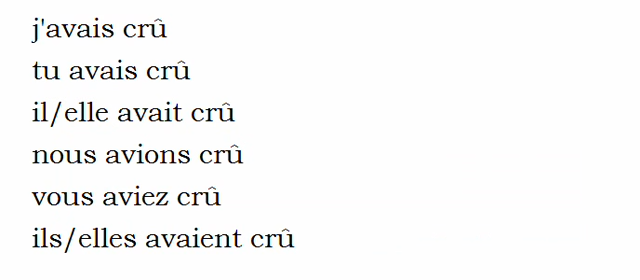 j'avais crû
tu avais crû
il/elle avait crû
nous avions crû
vous aviez crû
ils/elles avaient crû